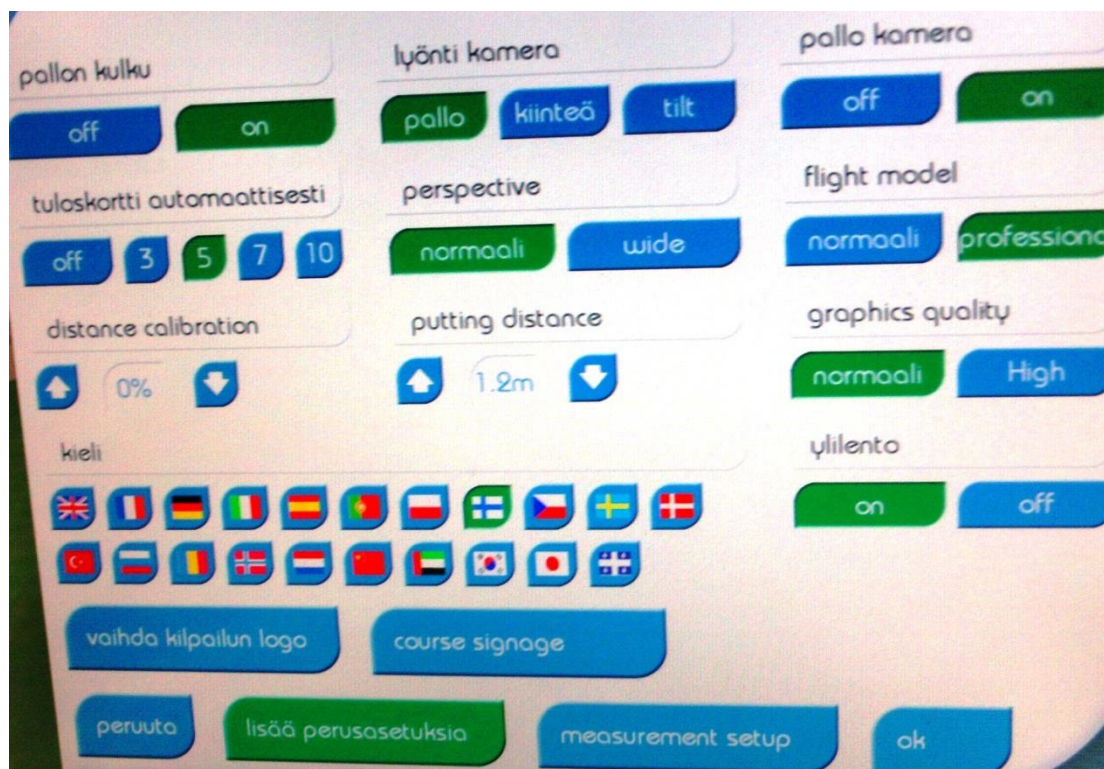 pallon kulku
lyönti kamera
pallo kamera
off on
pallo kiinteä tilt
off on
tuloskortti automaattisesti
perspective
flight model
off 3 5 7 10
normaali wide
normaali professiona
distance calibration
putting distance
graphics quality
0%
1.2m
normaali High
kieli
ylilento
on off
vaihda kilpailun logo
course signage
peruuta
lisää perusasetuksia
measurement setup
ok